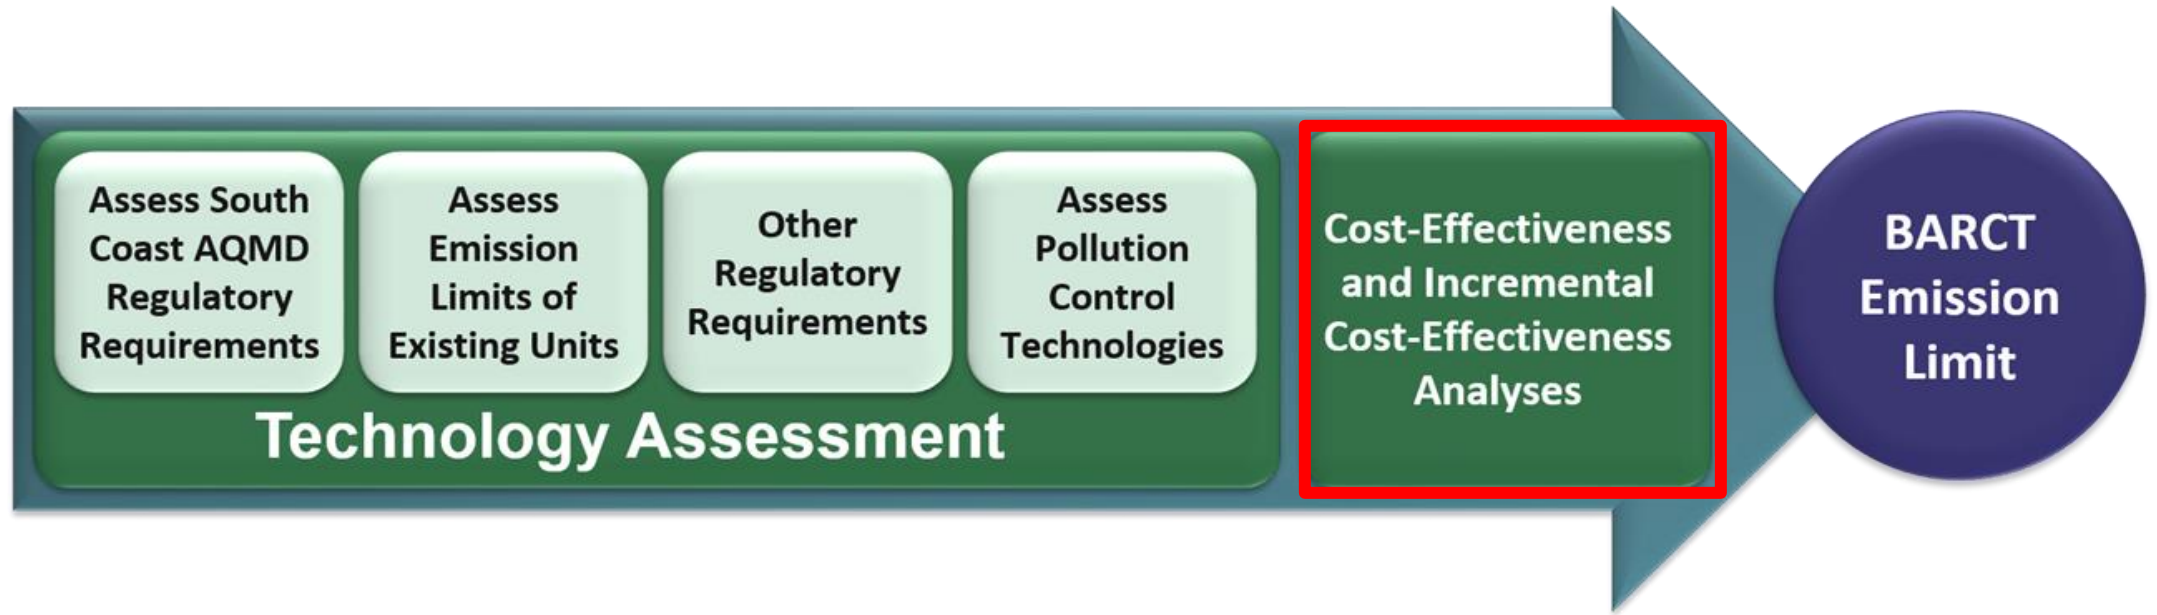 Assess South
Coast AQMD
Regulatory
Requirements
Assess
Emission
Limits of
Existing Units
Other
Regulatory
Requirements
Assess
Pollution
Control
Technologies
Technology Assessment
Cost-Effectiveness
and Incremental
Cost-Effectiveness
Analyses
BARCT
Emission
Limit